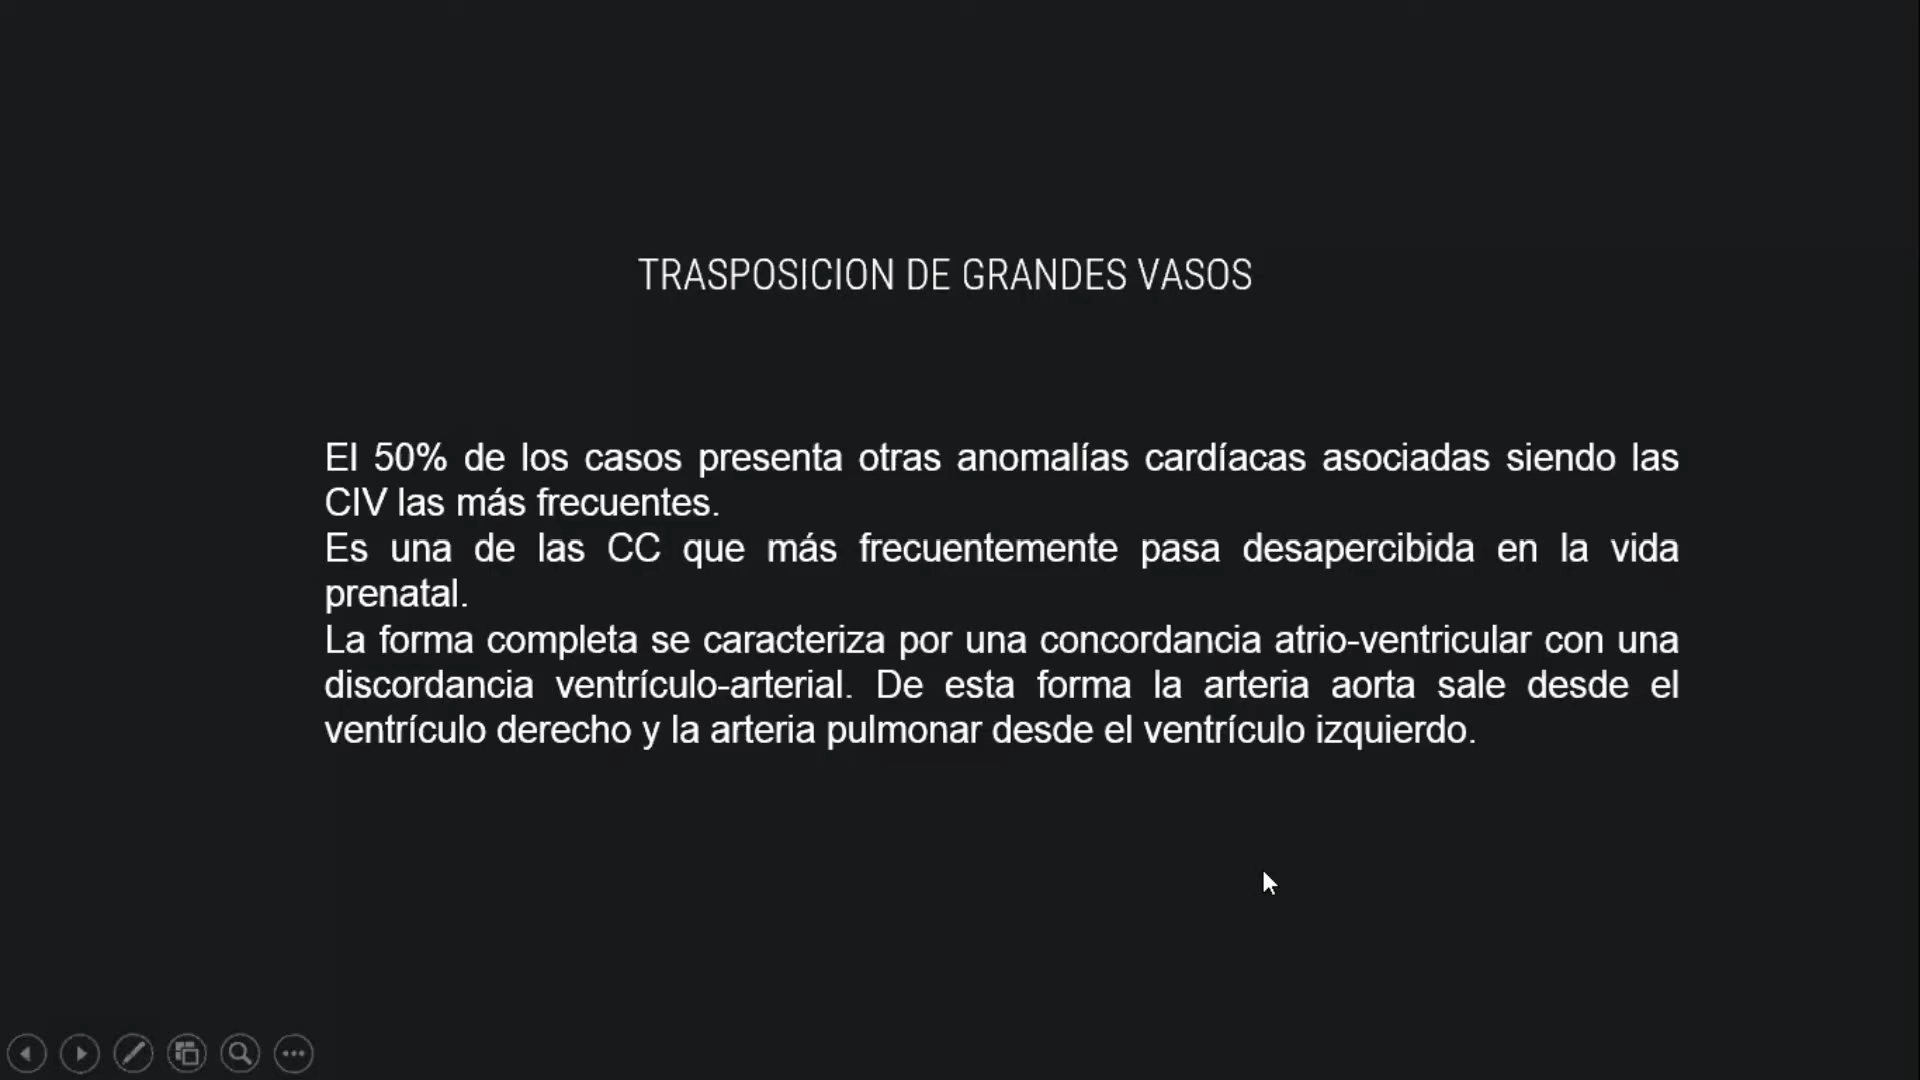 TRASPOSICION DE GRANDES VASOS
El 50% de los casos presenta otras anomalías cardíacas asociadas siendo las
CIV las más frecuentes.
Es una de las CC que más frecuentemente pasa desapercibida en la vida
prenatal.
La forma completa se caracteriza por una concordancia atrio-ventricular con una
discordancia ventrículo-arterial. De esta forma la arteria aorta sale desde el
ventrículo derecho y la arteria pulmonar desde el ventrículo izquierdo.